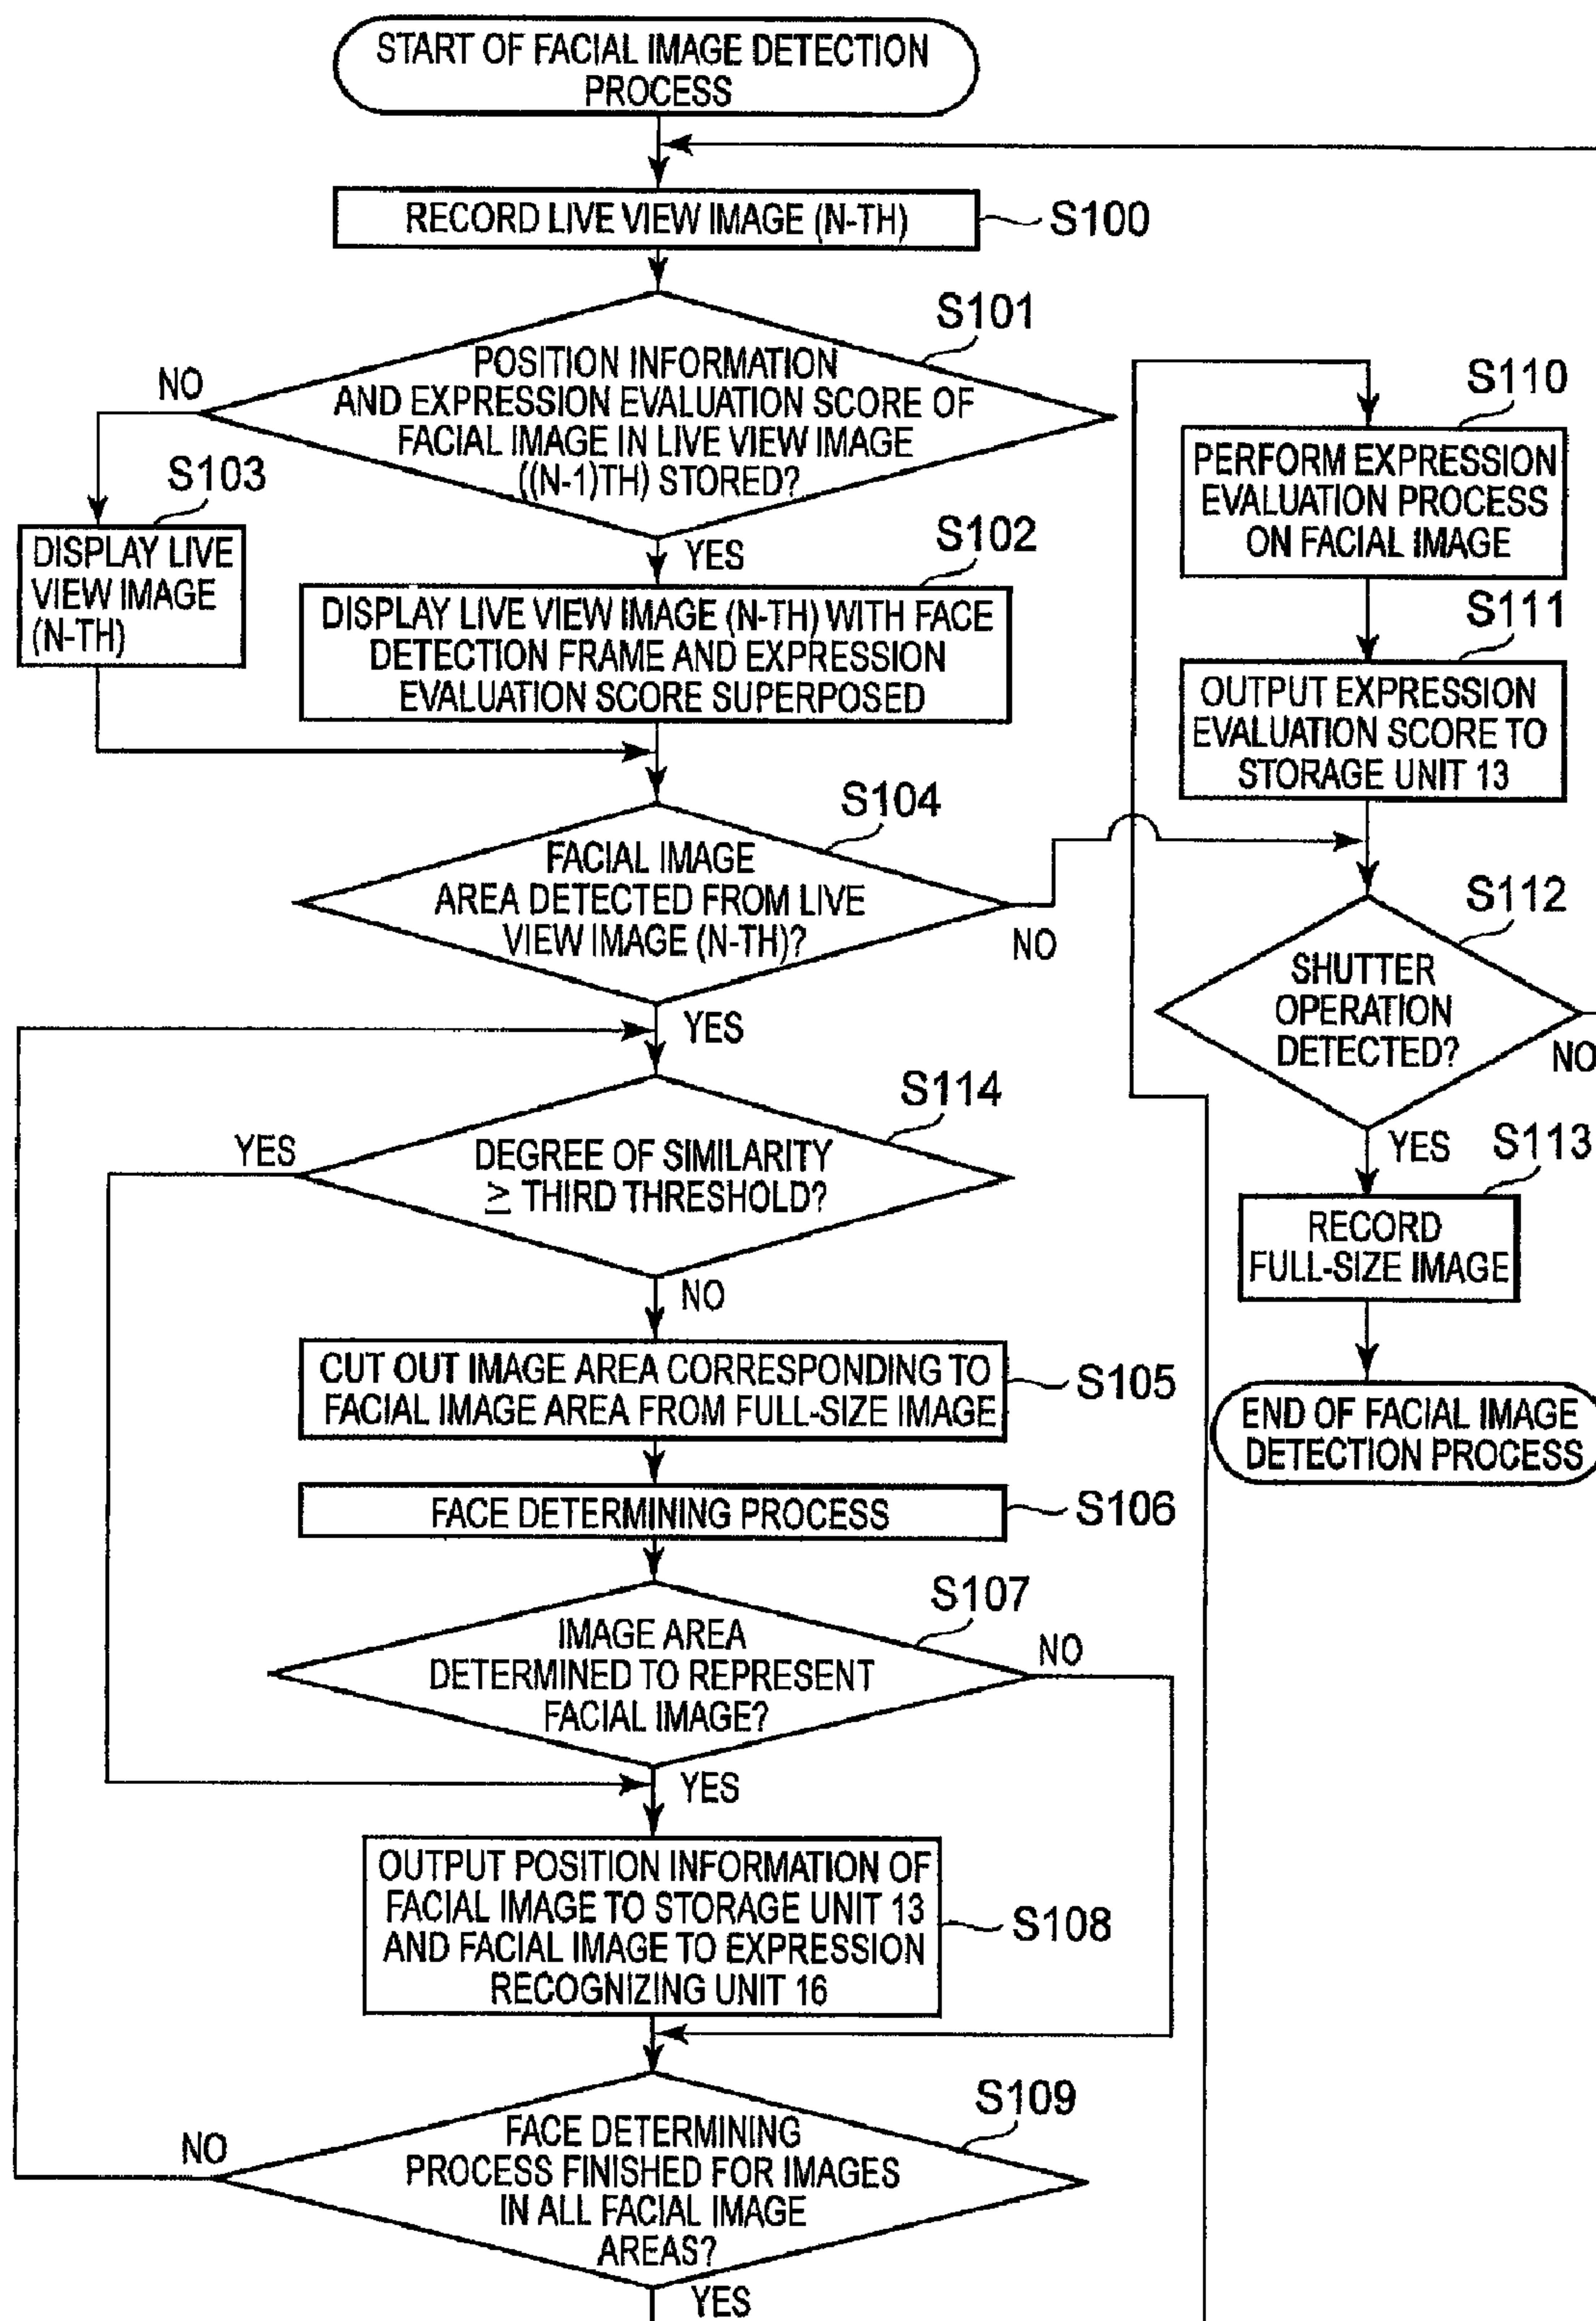 START OF FACIAL IMAGE DETECTION
PROCESS
RECORD LIVE VIEW IMAGE (N-TH)
S100
S101
POSITION INFORMATION
AND EXPRESSION EVALUATION SCORE OF
FACIAL IMAGE IN LIVE VIEW IMAGE
((N-1)TH) STORED?
NO
YES
S103
DISPLAY LIVE
VIEW IMAGE
(N-TH)
S102
DISPLAY LIVE VIEW IMAGE (N-TH) WITH FACE
DETECTION FRAME AND EXPRESSION
EVALUATION SCORE SUPERPOSED
S104
FACIAL IMAGE
AREA DETECTED FROM LIVE
VIEW IMAGE (N-TH)?
NO
YES
S114
DEGREE OF SIMILARITY
≥ THIRD THRESHOLD?
YES
NO
CUT OUT IMAGE AREA CORRESPONDING TO
FACIAL IMAGE AREA FROM FULL-SIZE IMAGE
S105
FACE DETERMINING PROCESS
S106
S107
IMAGE AREA
DETERMINED TO REPRESENT
FACIAL IMAGE?
NO
YES
OUTPUT POSITION INFORMATION OF
FACIAL IMAGE TO STORAGE UNIT 13
AND FACIAL IMAGE TO EXPRESSION
RECOGNIZING UNIT 16
S108
S109
FACE DETERMINING
PROCESS FINISHED FOR IMAGES
IN ALL FACIAL IMAGE
AREAS?
NO
YES
S110
PERFORM EXPRESSION
EVALUATION PROCESS
ON FACIAL IMAGE
S111
OUTPUT EXPRESSION
EVALUATION SCORE TO
STORAGE UNIT 13
S112
SHUTTER
OPERATION
DETECTED?
NO
YES
S113
RECORD
FULL-SIZE IMAGE
END OF FACIAL IMAGE
DETECTION PROCESS